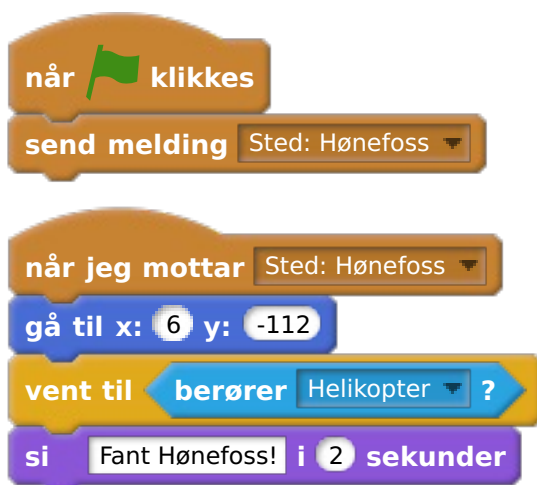 når klikkes
send melding Sted: Hønefoss
når jeg mottar Sted: Hønefoss
gå til x: 6 y: -112
vent til berører Helikopter ?
si Fant Hønefoss! i 2 sekunder